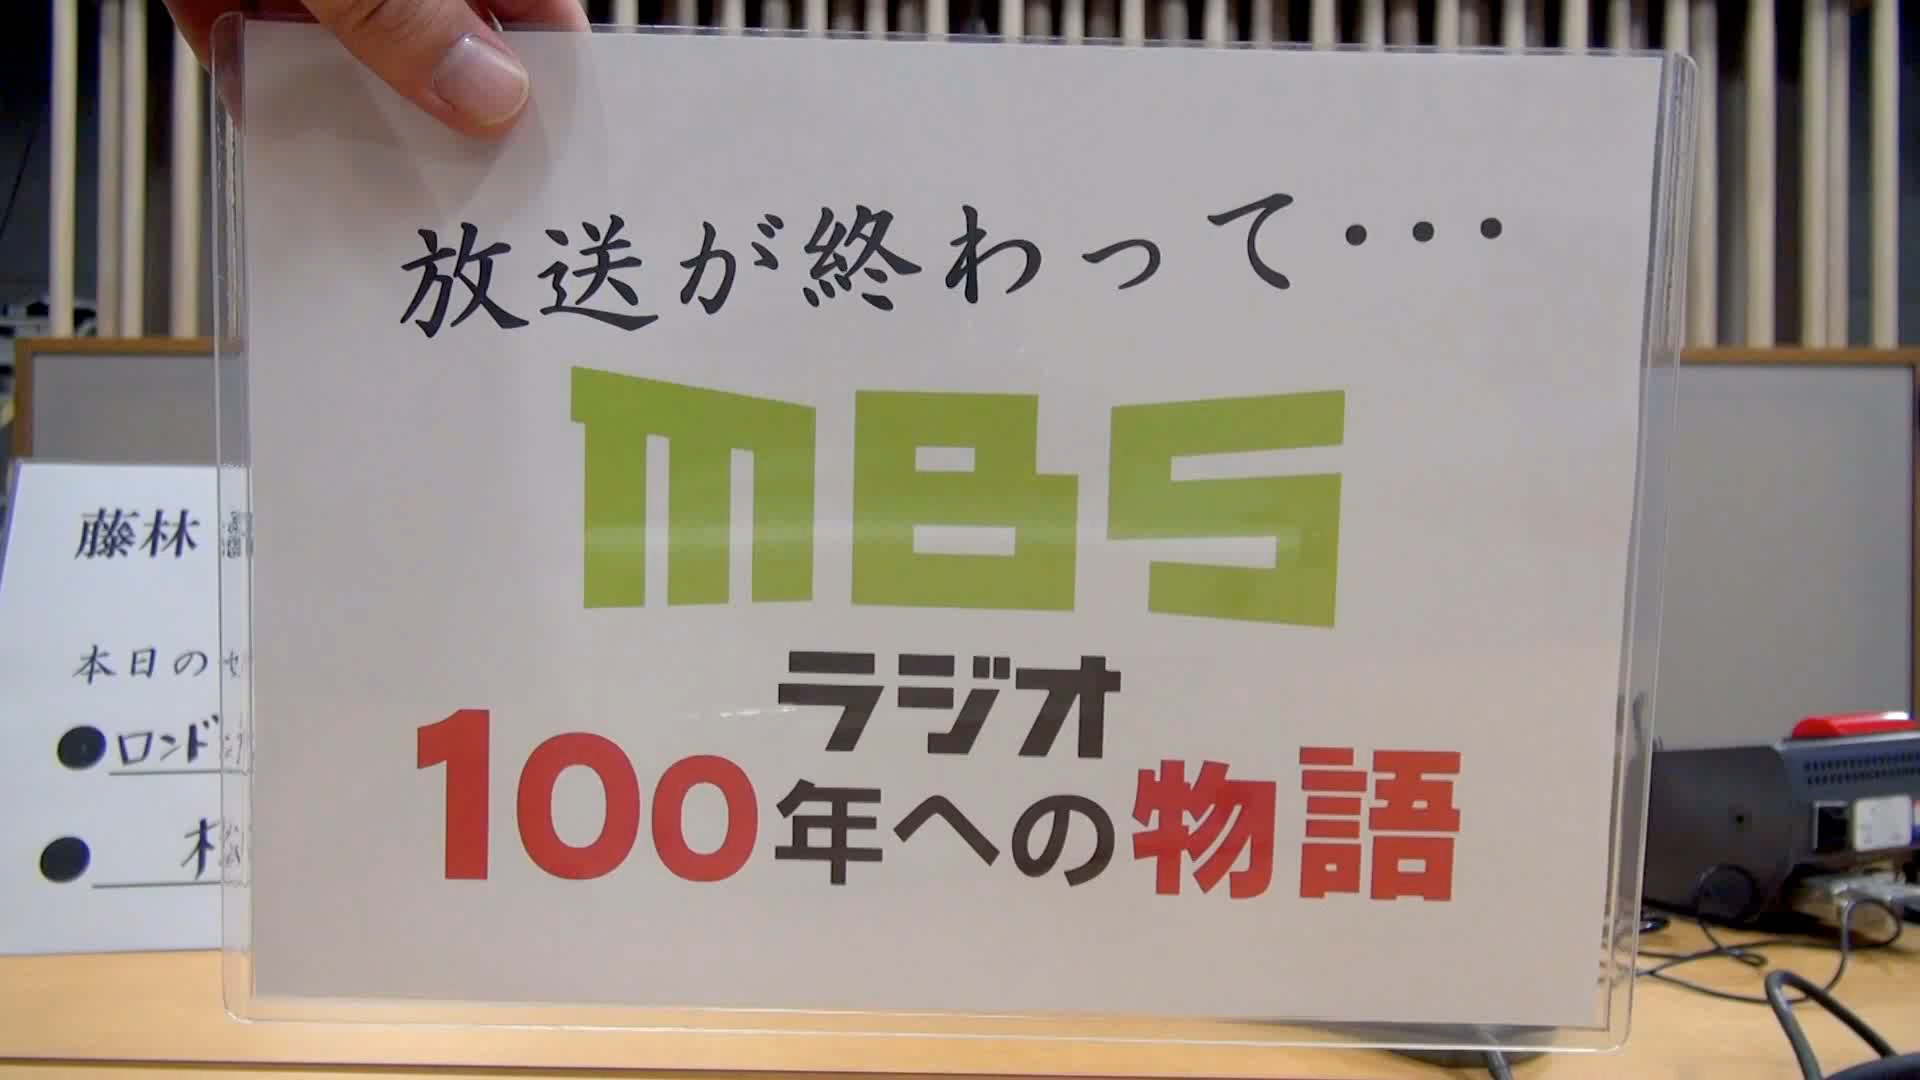 放送が終わって・・・
MBS
ラジオ
100年への物語
藤林
本日の
●ロンド
●